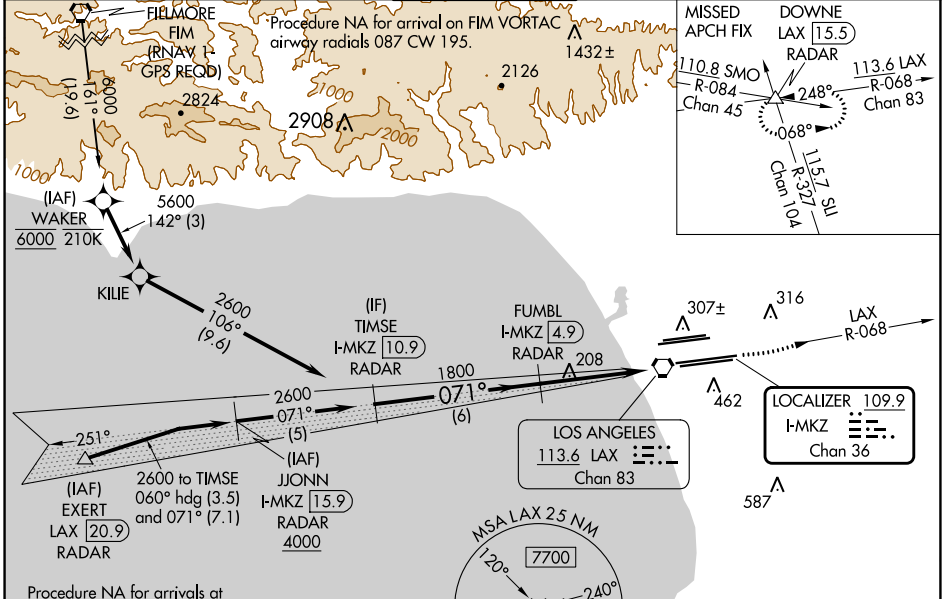 FILLMORE
FIM
(RNAV 1-
GPS REQD)
Procedure NA for arrival on FIM VORTAC
airway radials 087 CW 195.
1432±
2126
1000
2824
2908
2000
1000
6000
161°
(19.6)
(IAF)
WAKER
6000 210K
5600
142° (3)
KILIE
2600
106°
(9.6)
MISSED
APCH FIX
DOWNE
LAX 15.5
RADAR
110.8 SMO
R-084
Chan 45
113.6 LAX
R-068
Chan 83
248°
068°
115.7 SLI
R-327
Chan 104
(IF)
TIMSE
I-MKZ 10.9
RADAR
FUMBL
I-MKZ 4.9
RADAR
208
307±
316
LAX
R-068
462
587
1800
071°
(6)
2600
071°
(5)
251°
(IAF)
EXERT
LAX 20.9
RADAR
2600 to TIMSE
060° hdg (3.5)
and 071° (7.1)
(IAF)
JJONN
I-MKZ 15.9
RADAR
4000
LOS ANGELES
113.6 LAX
Chan 83
LOCALIZER 109.9
I-MKZ
Chan 36
MSA LAX 25 NM
7700
120°
240°
Procedure NA for arrivals at